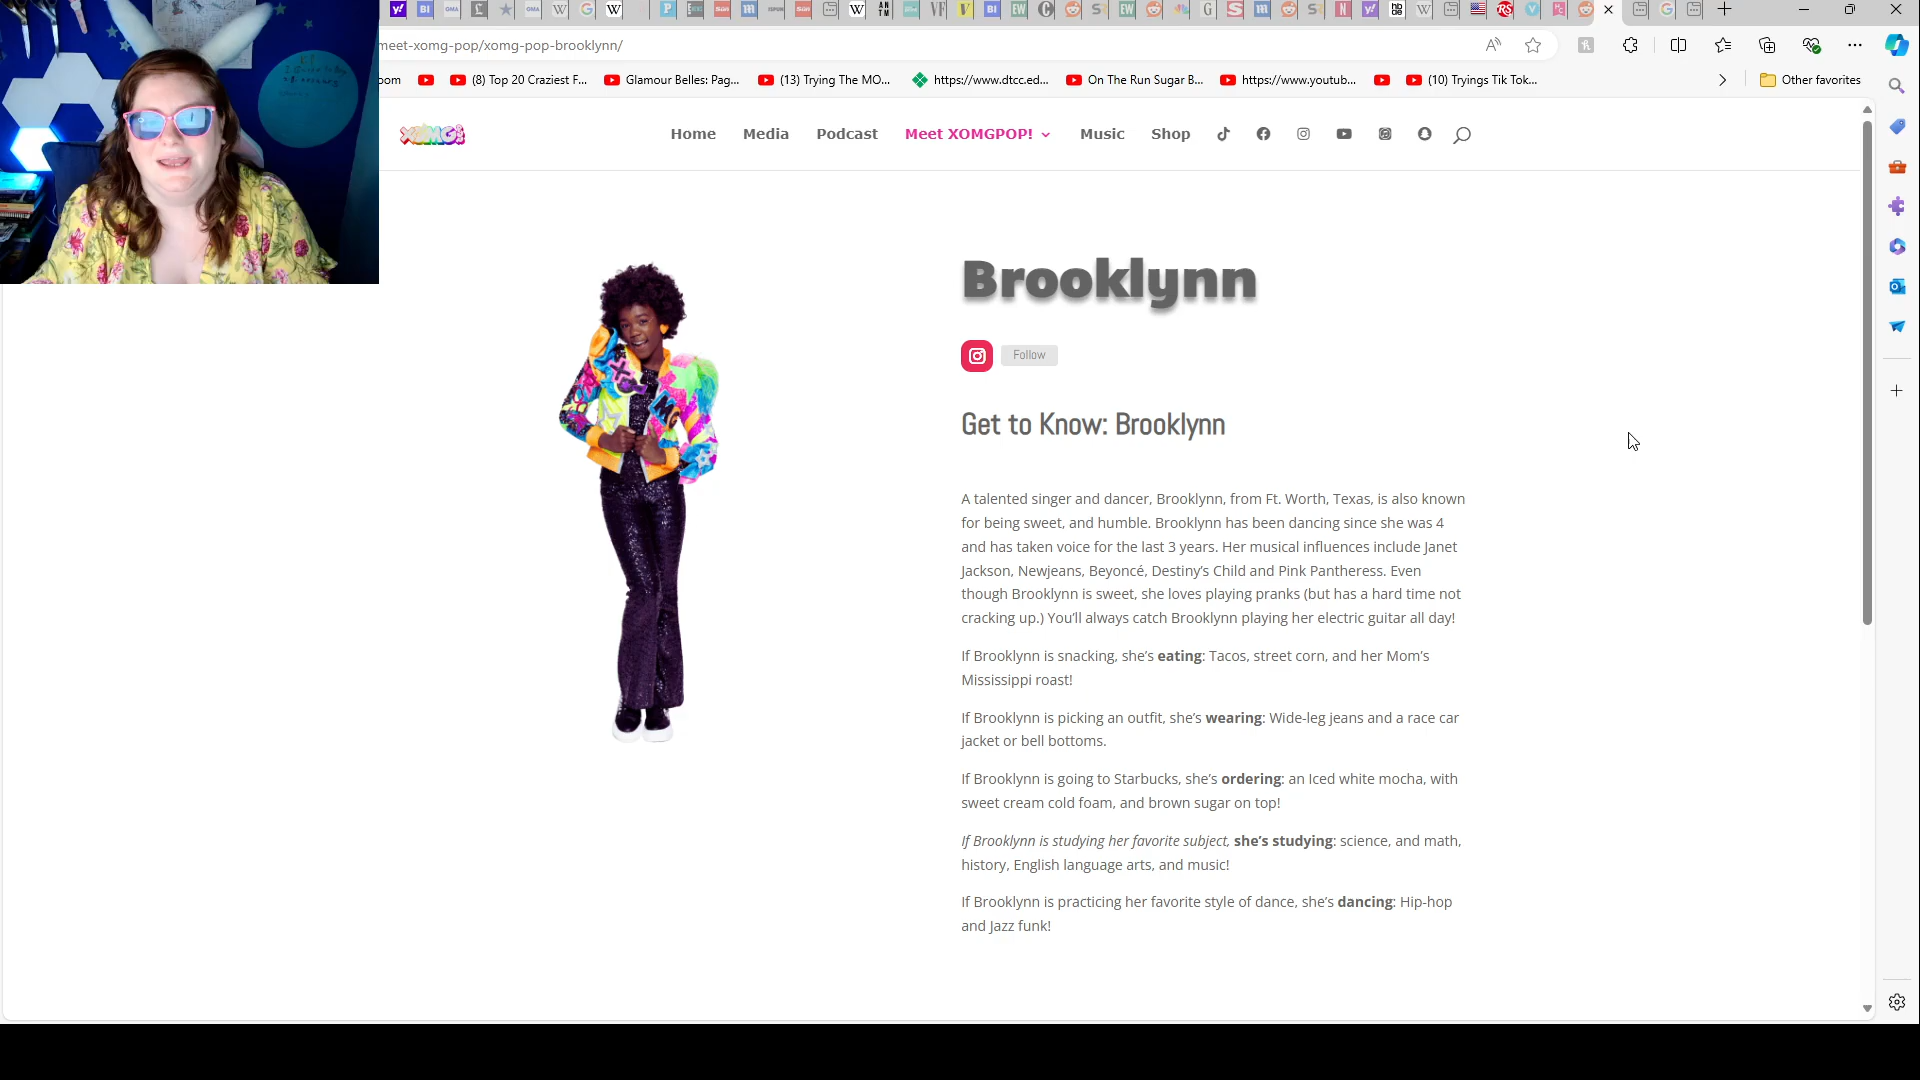 meet-xomg-pop/xomg-pop-brooklynn/
om
(8) Top 20 Craziest F...
Glamour Belles: Pag...
(13) Trying The MO...
https://www.dtcc.ed...
On The Run Sugar B...
https://www.youtub...
(10) Tryings Tik Tok...
Other favorites
XOMG!
Home
Media
Podcast
Meet XOMGPOP!
Music
Shop
Brooklynn
Follow
Get to Know: Brooklynn
A talented singer and dancer, Brooklynn, from Ft. Worth, Texas, is also known
for being sweet, and humble. Brooklynn has been dancing since she was 4
and has taken voice for the last 3 years. Her musical influences include Janet
Jackson, Newjeans, Beyoncé, Destiny’s Child and Pink Pantheress. Even
though Brooklynn is sweet, she loves playing pranks (but has a hard time not
cracking up.) You’ll always catch Brooklynn playing her electric guitar all day!
If Brooklynn is snacking, she’s eating: Tacos, street corn, and her Mom’s
Mississippi roast!
If Brooklynn is picking an outfit, she’s wearing: Wide-leg jeans and a race car
jacket or bell bottoms.
If Brooklynn is going to Starbucks, she’s ordering: an Iced white mocha, with
sweet cream cold foam, and brown sugar on top!
If Brooklynn is studying her favorite subject, she’s studying: science, and math,
history, English language arts, and music!
If Brooklynn is practicing her favorite style of dance, she’s dancing: Hip-hop
and Jazz funk!